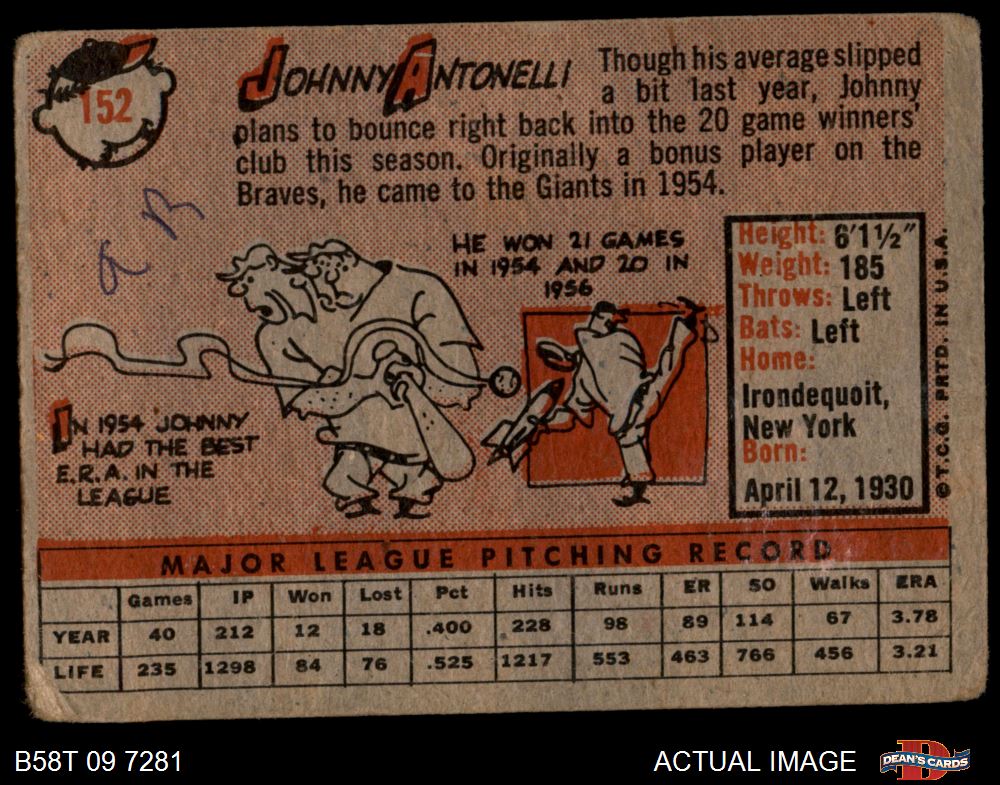 152
JOHNNY ANTONELLI
Though his average slipped
a bit last year, Johnny
plans to bounce right back into the 20 game winners'
club this season. Originally a bonus player on the
Braves, he came to the Giants in 1954.
a B
HE WON 21 GAMES
IN 1954 AND 20 IN
1956
IN 1954 JOHNNY
HAD THE BEST
E.R.A. IN THE
LEAGUE
Height: 6'1½"
Weight: 185
Throws: Left
Bats: Left
Home:
Irondequoit,
New York
Born:
April 12, 1930
© T.C.G. PRTD. IN U.S.A.
MAJOR LEAGUE PITCHING RECORD
Games IP Won Lost Pct Hits Runs ER SO Walks ERA
YEAR 40 212 12 18 .400 228 98 89 114 67 3.78
LIFE 235 1298 84 76 .525 1217 553 463 766 456 3.21
B58T 09 7281
ACTUAL IMAGE
D
DEAN'S CARDS